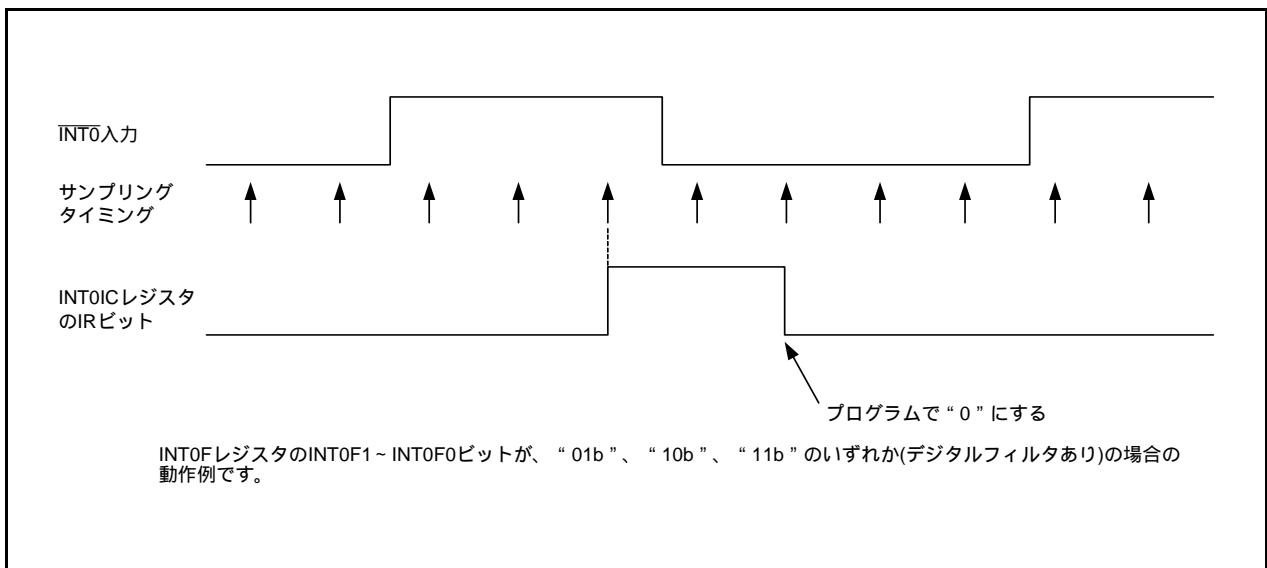 INT0入力
サンプリング
タイミング
INT0ICレジスタ
のIRビット
プログラムで“0”にする
INT0FレジスタのINT0F1~INT0F0ビットが、“01b”、“10b”、“11b”のいずれか(デジタルフィルタあり)の場合の
動作例です。